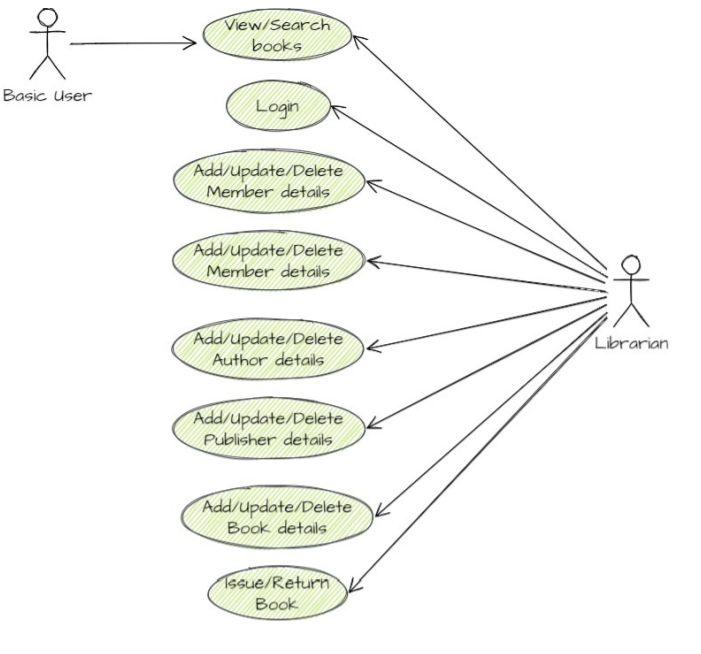 View/Search
books
Basic User
Login
Add/Update/Delete
Member details
Add/Update/Delete
Member details
Librarian
Add/Update/Delete
Author details
Add/Update/Delete
Publisher details
Add/Update/Delete
Book details
Issue/Return
Book